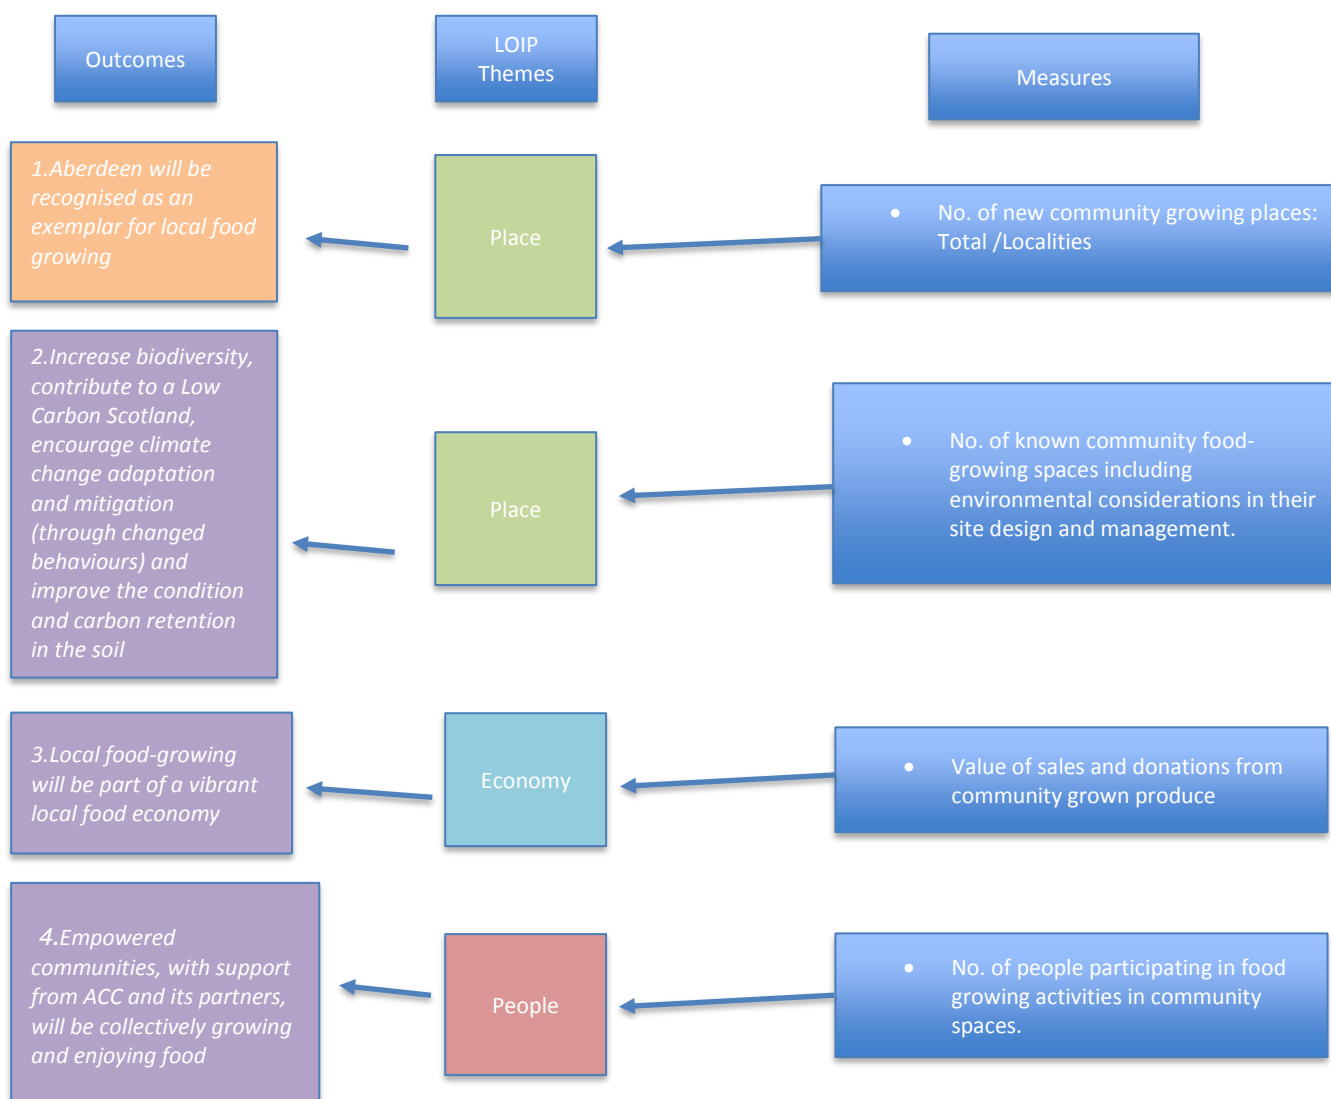 Outcomes
LOIP
Themes
Measures
1.Aberdeen will be
recognised as an
exemplar for local food
growing
Place
• No. of new community growing places:
Total /Localities
2.Increase biodiversity,
contribute to a Low
Carbon Scotland,
encourage climate
change adaptation
and mitigation
(through changed
behaviours) and
improve the condition
and carbon retention
in the soil
Place
• No. of known community food-
growing spaces including
environmental considerations in their
site design and management.
3.Local food-growing
will be part of a vibrant
local food economy
Economy
• Value of sales and donations from
community grown produce
4.Empowered
communities, with support
from ACC and its partners,
will be collectively growing
and enjoying food
People
• No. of people participating in food
growing activities in community
spaces.